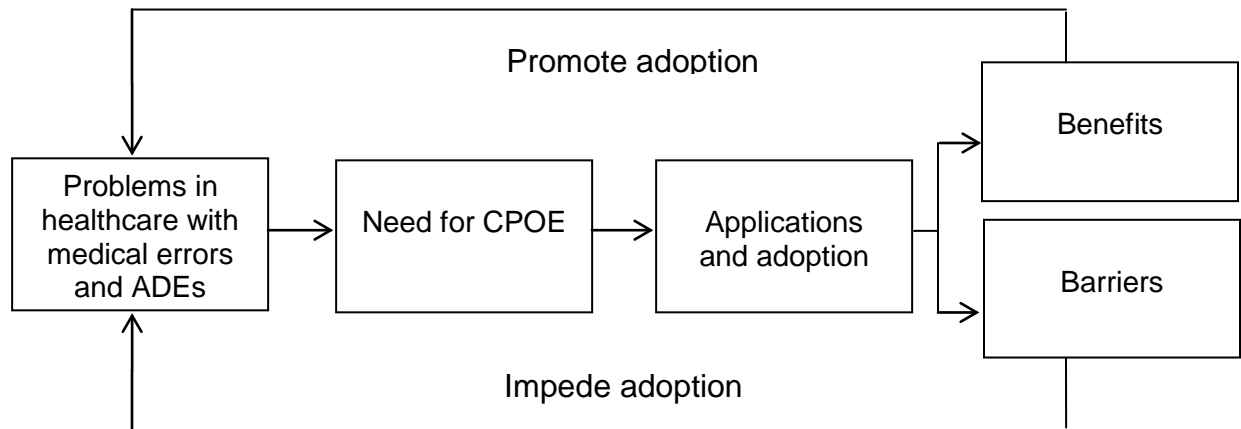 Promote adoption
Benefits
Problems in
healthcare with
medical errors
and ADEs
Need for CPOE
Applications
and adoption
Barriers
Impede adoption